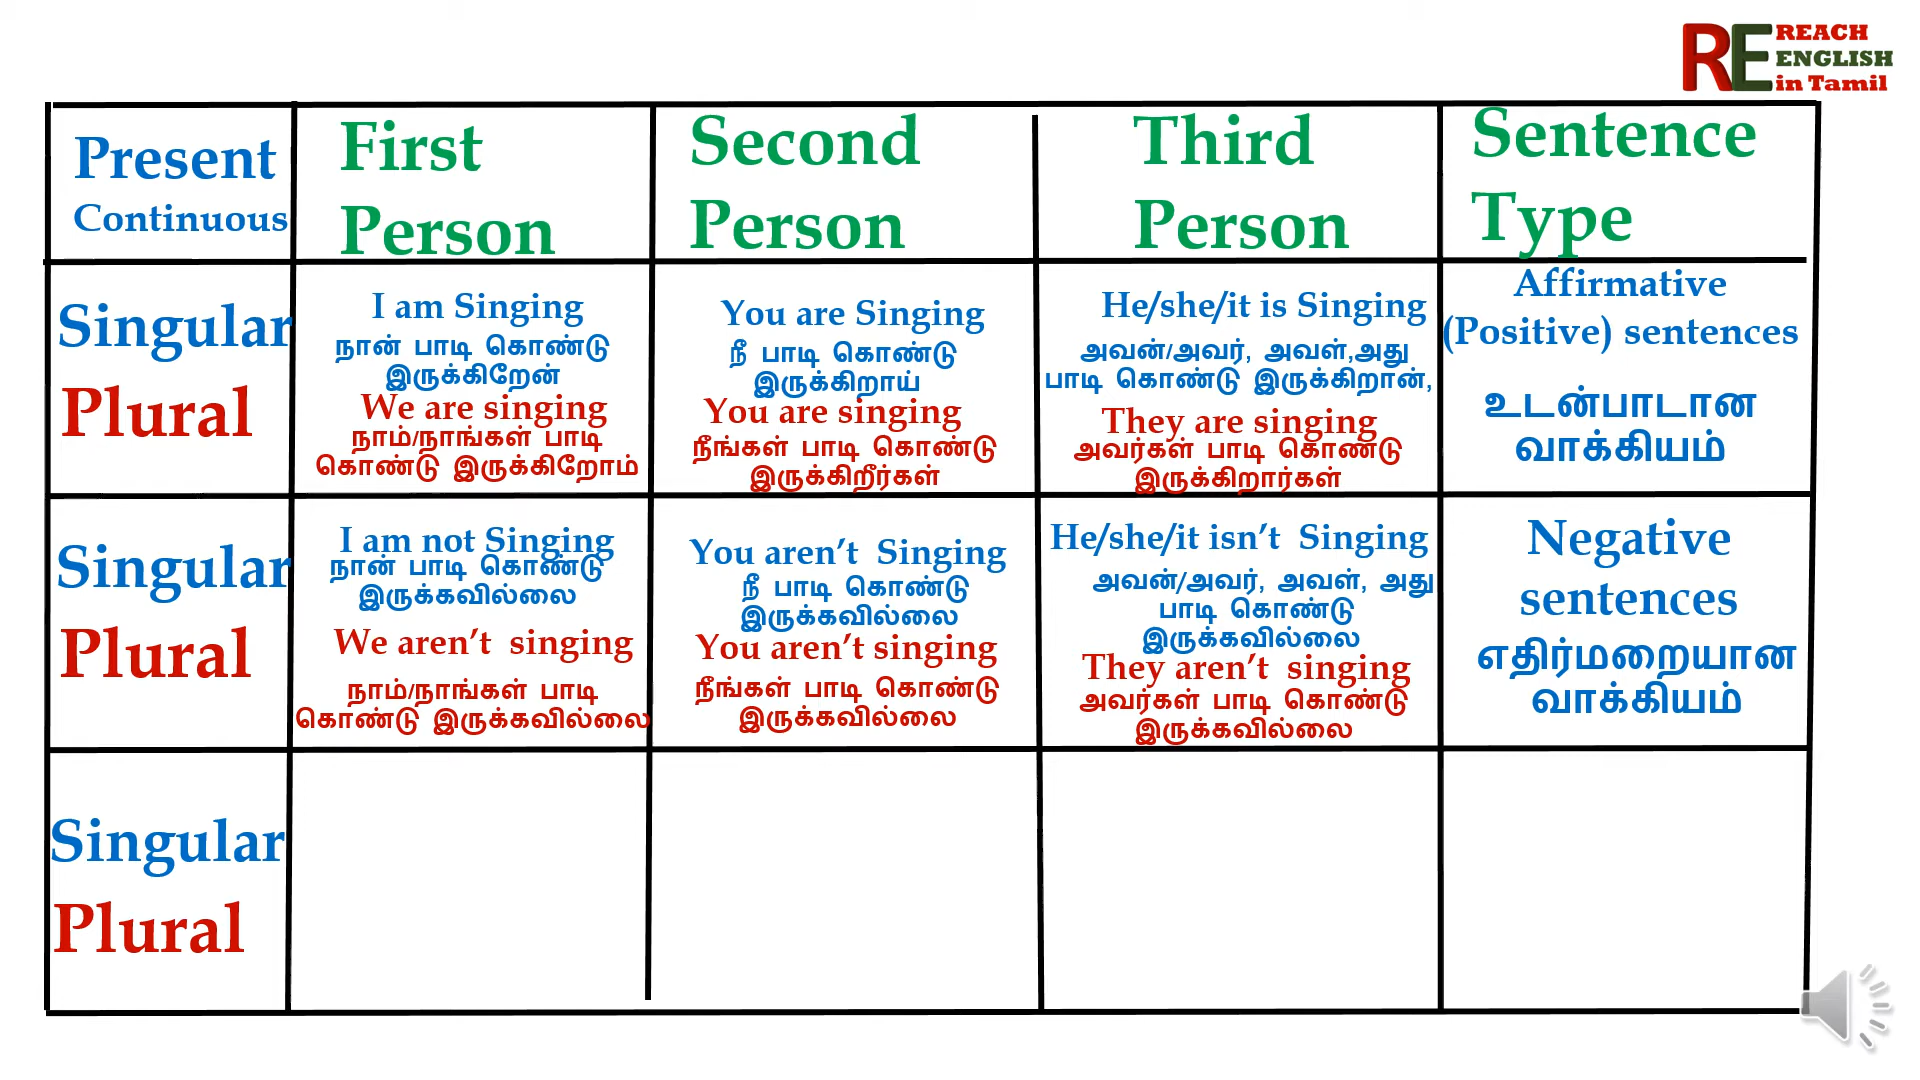 REACH
ENGLISH
in Tamil
RE
Present
Continuous
First
Person
Second
Person
Third
Person
Sentence
Type
Singular
Plural
I am Singing
நான் பாடி கொண்டு
இருக்கிறேன்
We are singing
நாம்/நாங்கள் பாடி
கொண்டு இருக்கிறோம்
You are Singing
நீ பாடி கொண்டு
இருக்கிறாய்
You are singing
நீங்கள் பாடி கொண்டு
இருக்கிறீர்கள்
He/she/it is Singing
அவன்/அவர், அவள்,அது
பாடி கொண்டு இருக்கிறான்,
They are singing
அவர்கள் பாடி கொண்டு
இருக்கிறார்கள்
Affirmative
(Positive) sentences
உடன்பாடான
வாக்கியம்
Singular
Plural
I am not Singing
நான் பாடி கொண்டு
இருக்கவில்லை
We aren’t singing
நாம்/நாங்கள் பாடி
கொண்டு இருக்கவில்லை
You aren’t Singing
நீ பாடி கொண்டு
இருக்கவில்லை
You aren’t singing
நீங்கள் பாடி கொண்டு
இருக்கவில்லை
He/she/it isn’t Singing
அவன்/அவர், அவள், அது
பாடி கொண்டு
இருக்கவில்லை
They aren’t singing
அவர்கள் பாடி கொண்டு
இருக்கவில்லை
Negative
sentences
எதிர்மறையான
வாக்கியம்
Singular
Plural